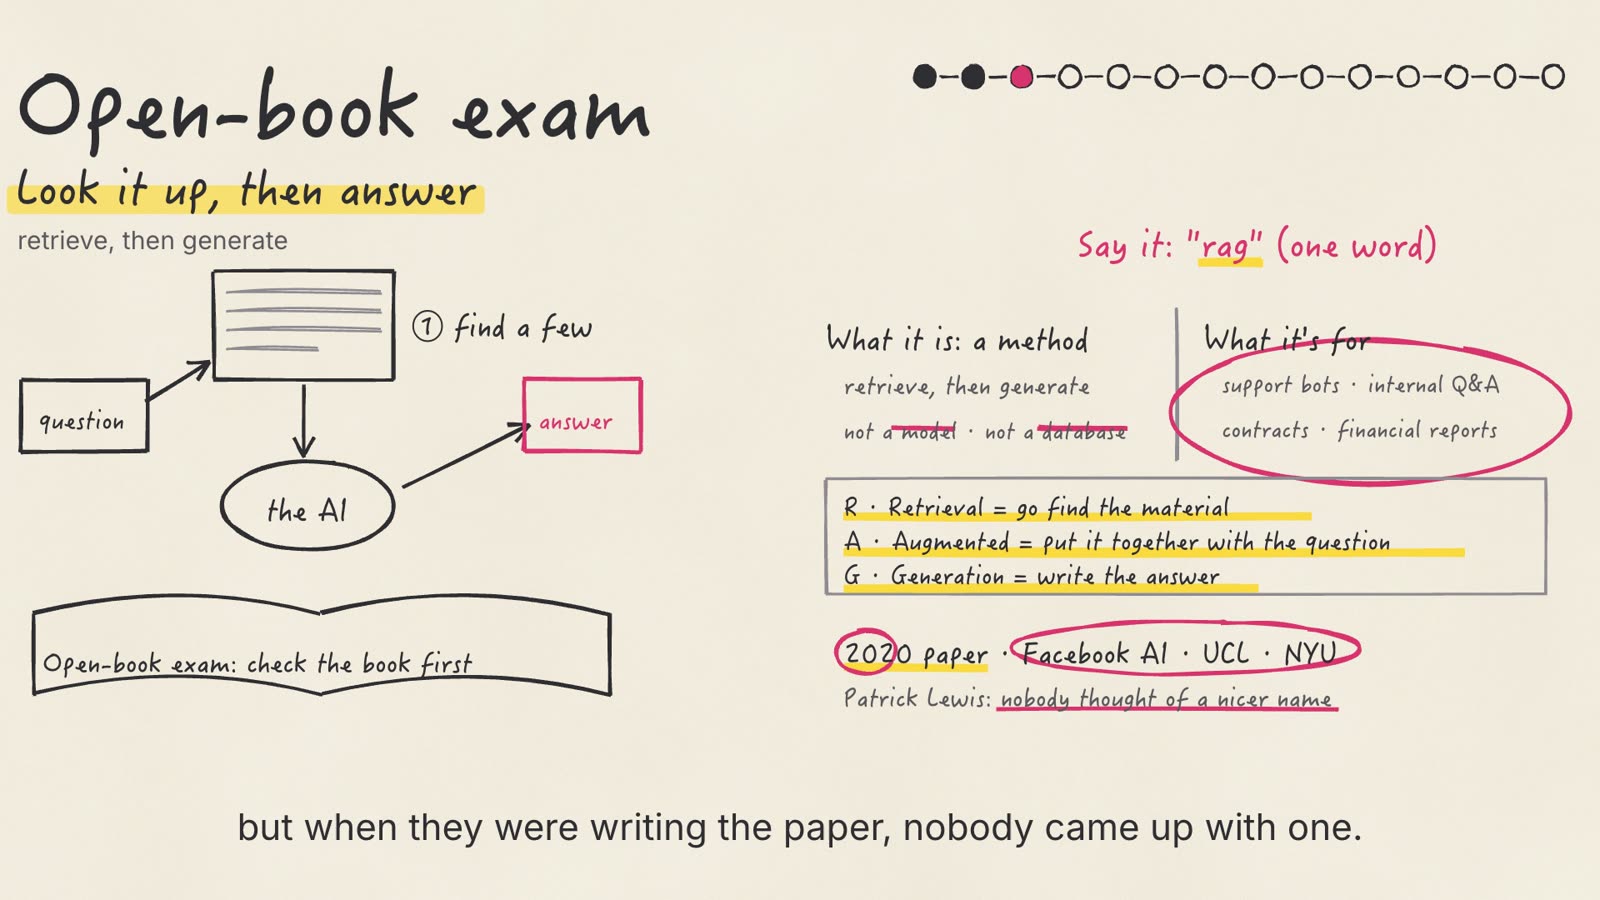 Open-book exam
Look it up, then answer
retrieve, then generate
① find a few
question
answer
the AI
Open-book exam: check the book first
Say it: "rag" (one word)
What it is: a method
retrieve, then generate
not a model · not a database
What it's for
support bots · internal Q&A
contracts · financial reports
R · Retrieval = go find the material
A · Augmented = put it together with the question
G · Generation = write the answer
2020 paper · Facebook AI · UCL · NYU
Patrick Lewis: nobody thought of a nicer name
but when they were writing the paper, nobody came up with one.